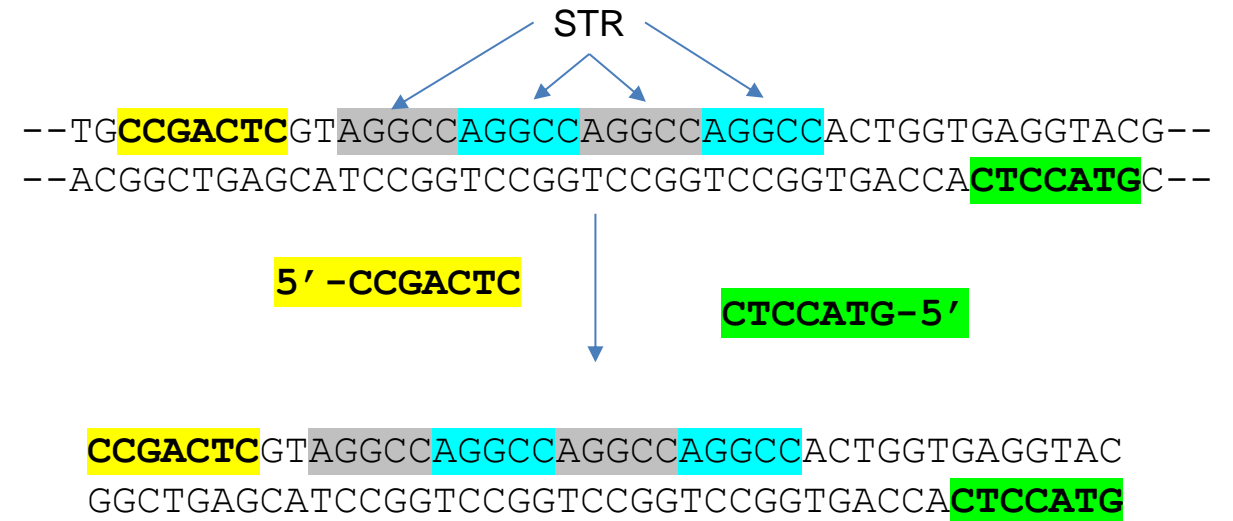 STR
--TGCCGACTCGTAGGCCAGGCCAGGCCAGGCCACTGGTGAGGTACG--
--ACGGCTGAGCATCCGGTCCGGTCCGGTCCGGTGACCACTCCATGC--
5’-CCGACTC
CTCCATG-5’
CCGACTCGTAGGCCAGGCCAGGCCAGGCCACTGGTGAGGTAC
GGCTGAGCATCCGGTCCGGTCCGGTCCGGTGACCACTCCATG